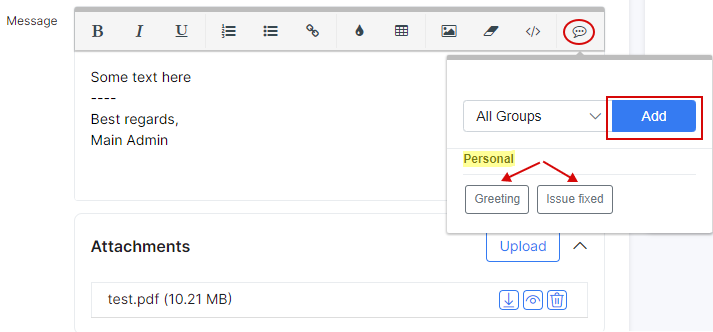 Message
B I U
Some text here
----
Best regards,
Main Admin
All Groups
Add
Personal
Greeting
Issue fixed
Attachments
Upload
test.pdf (10.21 MB)